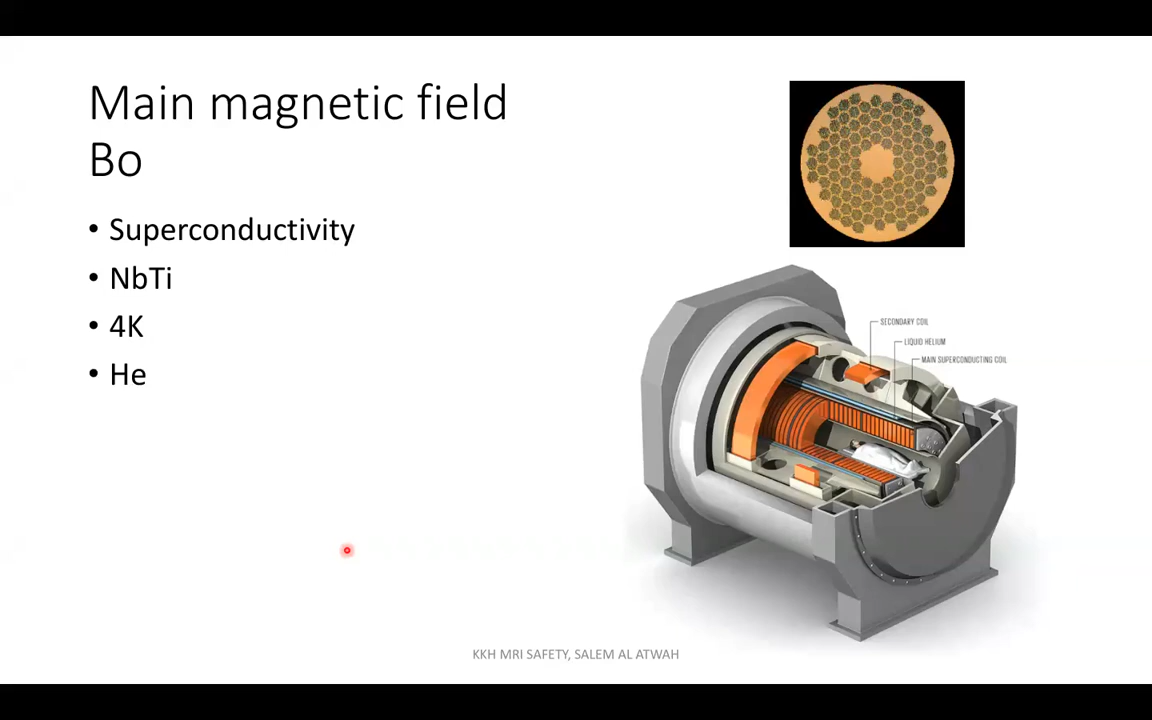 Main magnetic field
Bo
• Superconductivity
• NbTi
• 4K
• He
SECONDARY COIL
LIQUID HELIUM
MAIN SUPERCONDUCTING COIL
KKH MRI SAFETY, SALEM AL ATWAH